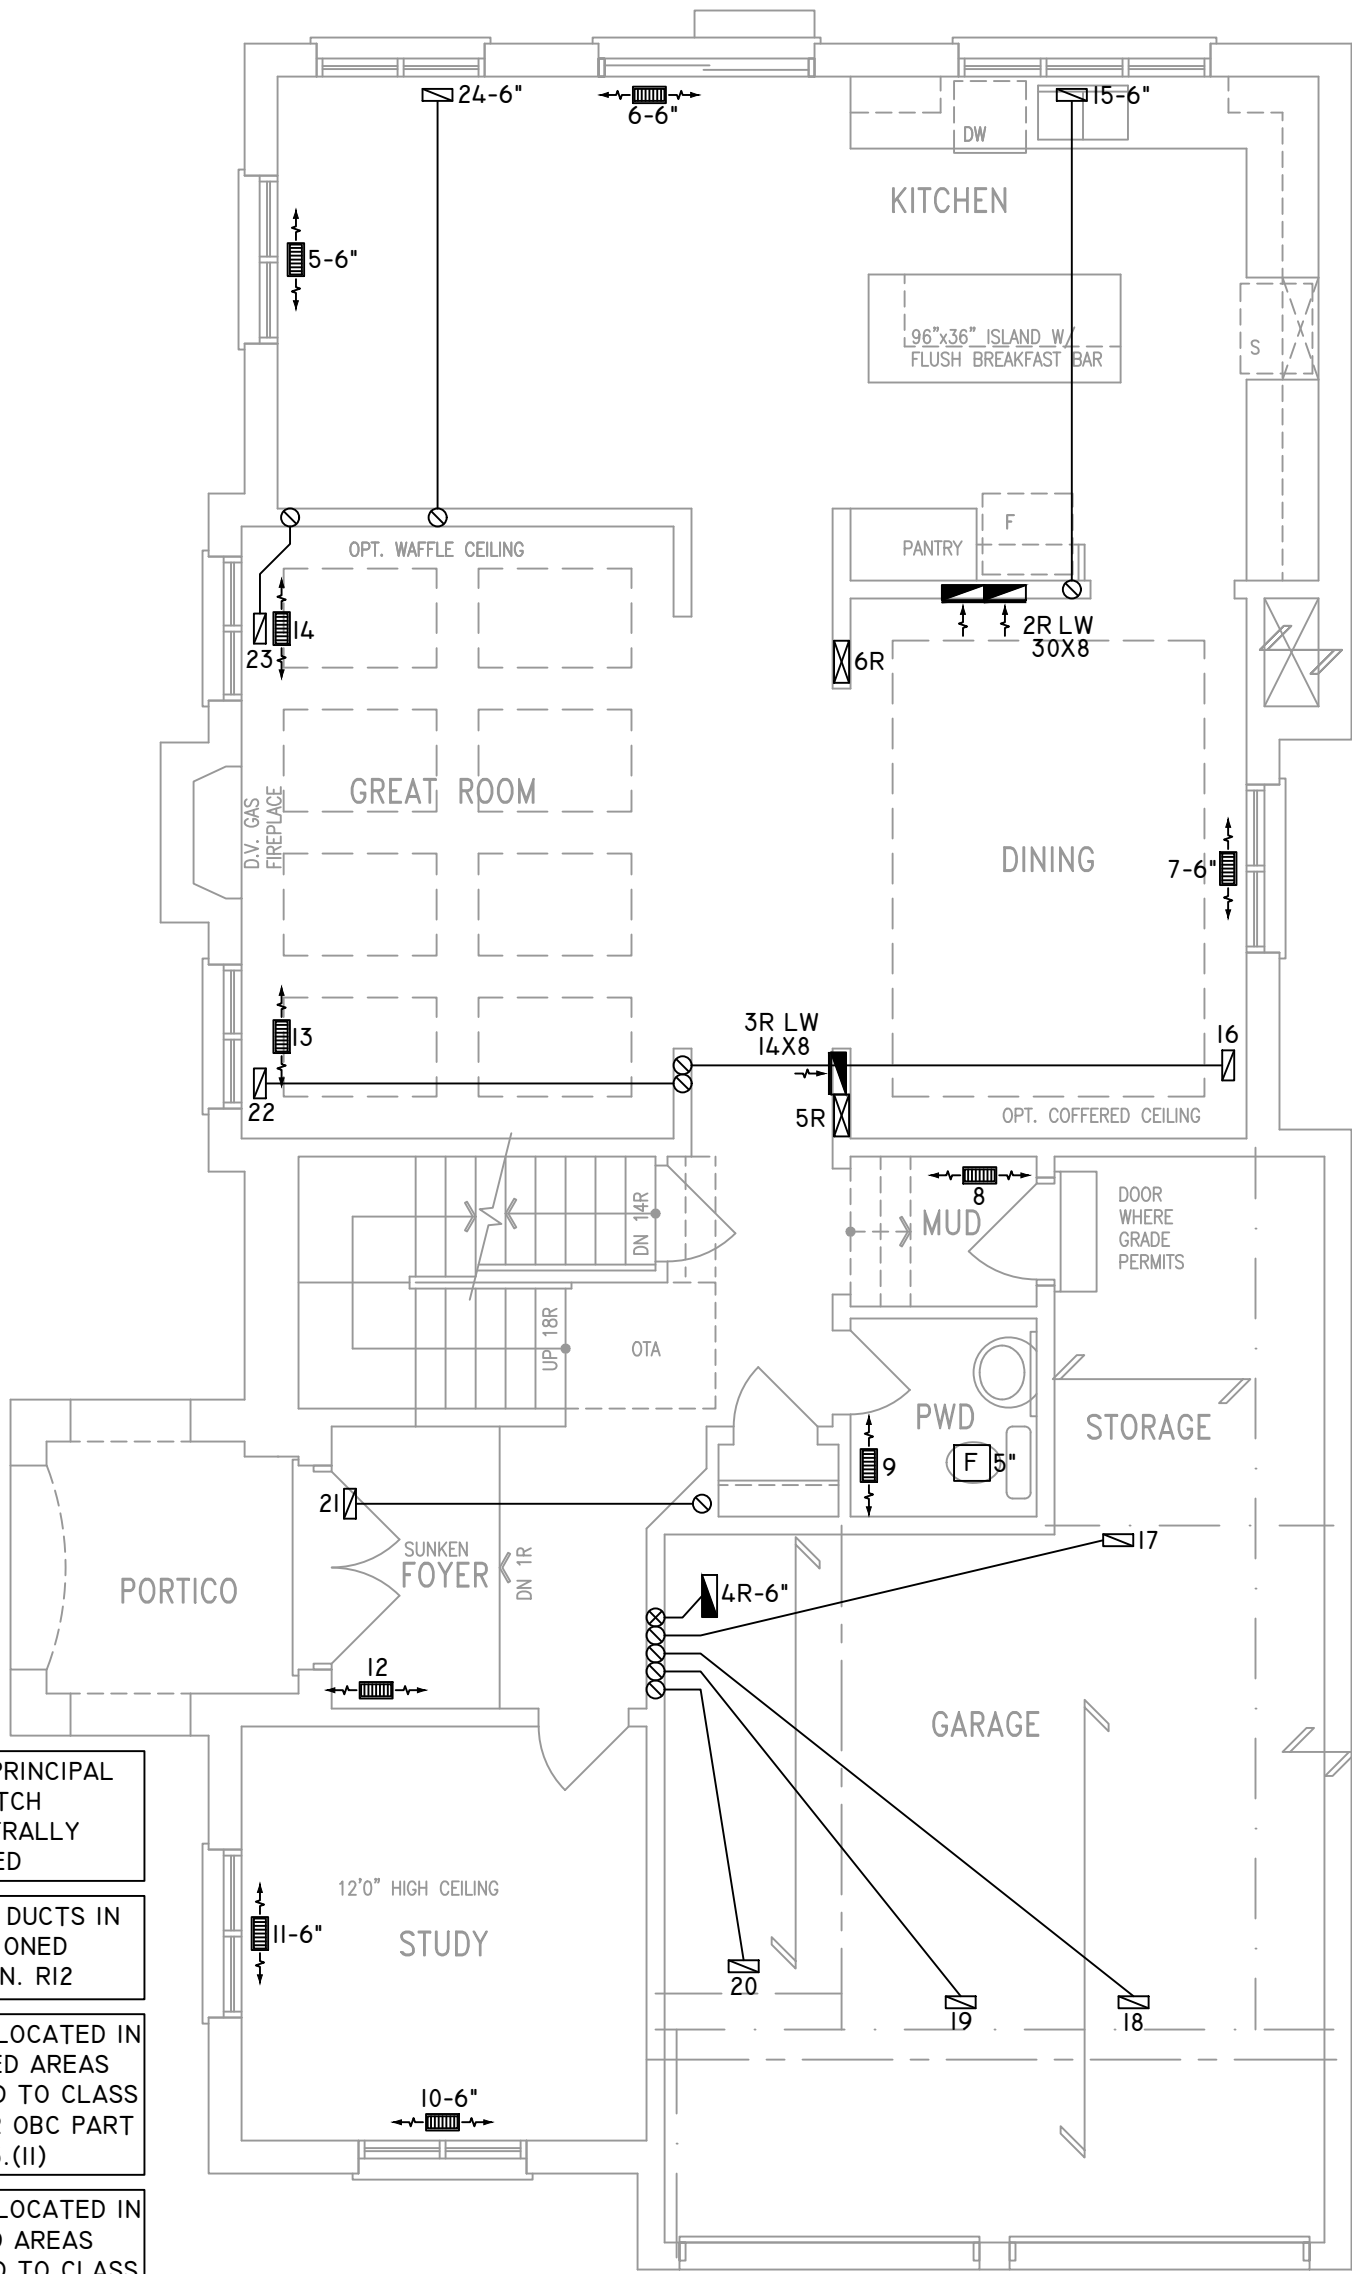 24-6"
6-6"
15-6"
DW
KITCHEN
5-6"
96"x36" ISLAND W/
FLUSH BREAKFAST BAR
S
F
OPT. WAFFLE CEILING
PANTRY
14
23
2R LW
30X8
6R
GREAT ROOM
D.V. GAS
FIREPLACE
DINING
7-6"
3R LW
14X8
13
16
22
5R
OPT. COFFERED CEILING
DN 14R
8
MUD
DOOR
WHERE
GRADE
PERMITS
UP 18R
OTA
PWD
STORAGE
9
F 5"
21
SUNKEN
FOYER
DN 1R
17
PORTICO
4R-6"
12
GARAGE
PRINCIPAL
TCH
TRALLY
ED
12'0" HIGH CEILING
STUDY
DUCTS IN
IONED
N. R12
11-6"
20
19
18
LOCATED IN
ED AREAS
D TO CLASS
R OBC PART
6.(11)
10-6"
LOCATED IN
D AREAS
D TO CLASS